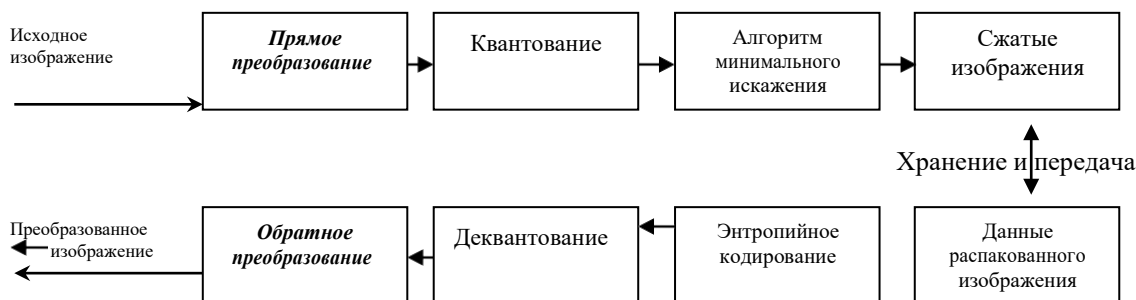 Исходное
изображение
Прямое
преобразование
Квантование
Алгоритм
минимального
искажения
Сжатые
изображения
Хранение и передача
Преобразованное
изображение
Обратное
преобразование
Деквантование
Энтропийное
кодирование
Данные
распакованного
изображения